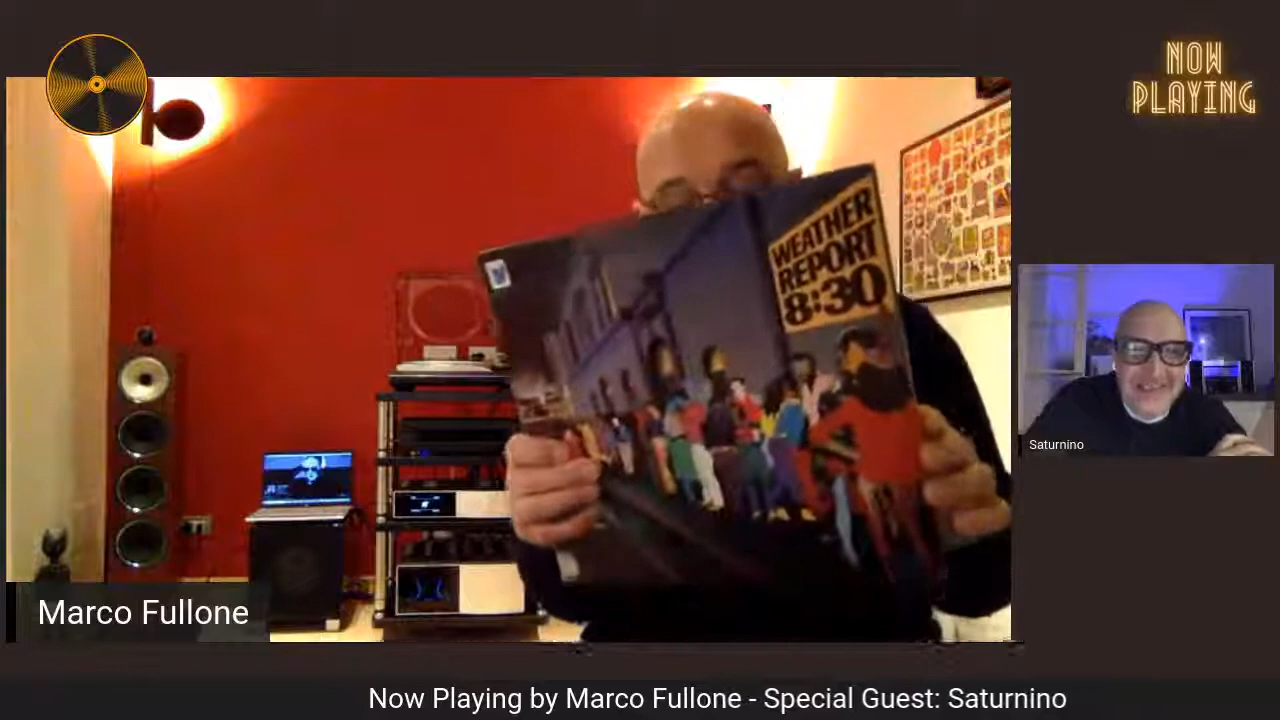 NOW
PLAYING
WEATHER
REPORT
8:30
Saturnino
Marco Fullone
Now Playing by Marco Fullone - Special Guest: Saturnino